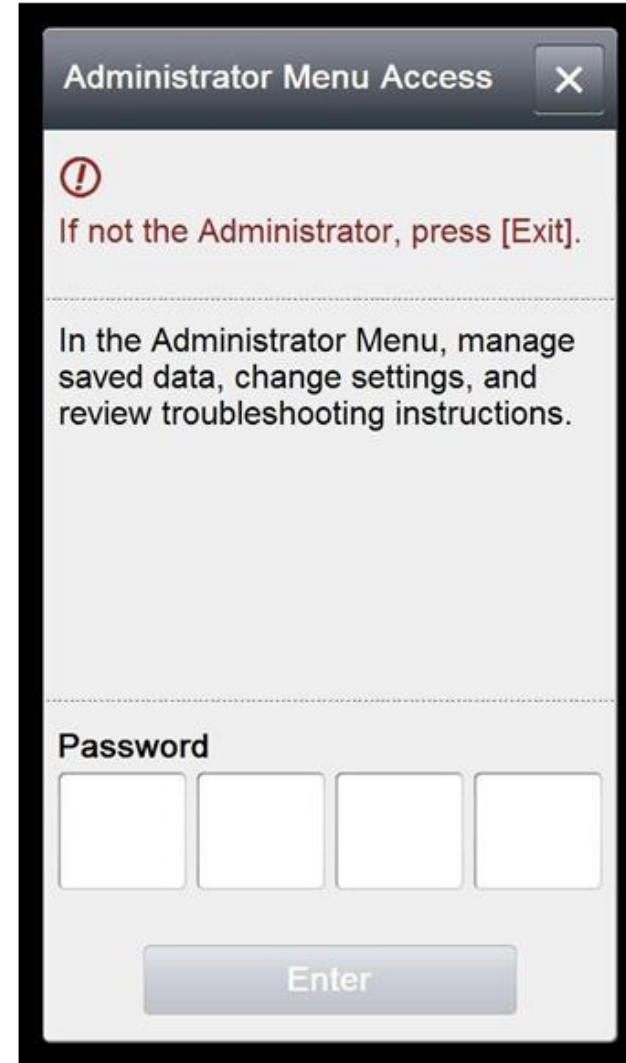 Administrator Menu Access
If not the Administrator, press [Exit].
In the Administrator Menu, manage
saved data, change settings, and
review troubleshooting instructions.
Password
Enter